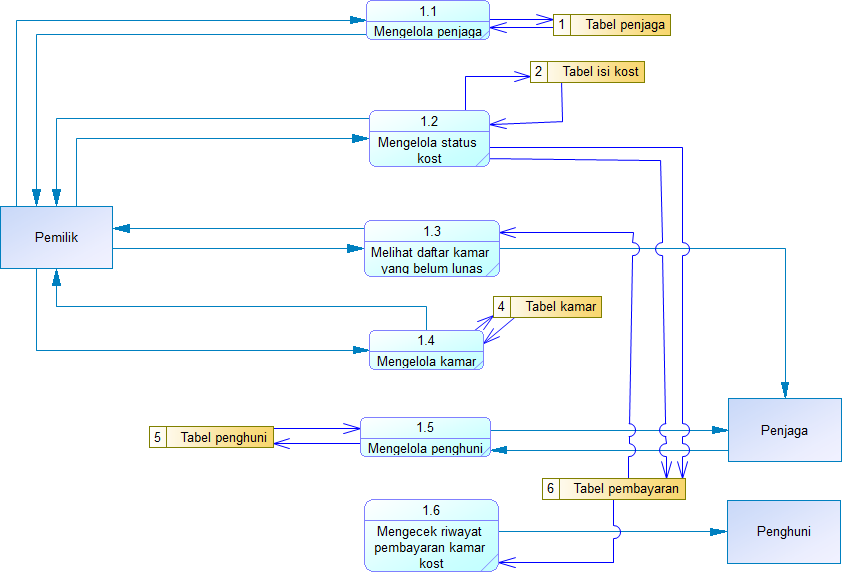 1.1
Mengelola penjaga
1 Tabel penjaga
2 Tabel isi kost
1.2
Mengelola status
kost
Pemilik
1.3
Melihat daftar kamar
yang belum lunas
4 Tabel kamar
1.4
Mengelola kamar
5 Tabel penghuni
1.5
Mengelola penghuni
Penjaga
6 Tabel pembayaran
1.6
Mengecek riwayat
pembayaran kamar
kost
Penghuni